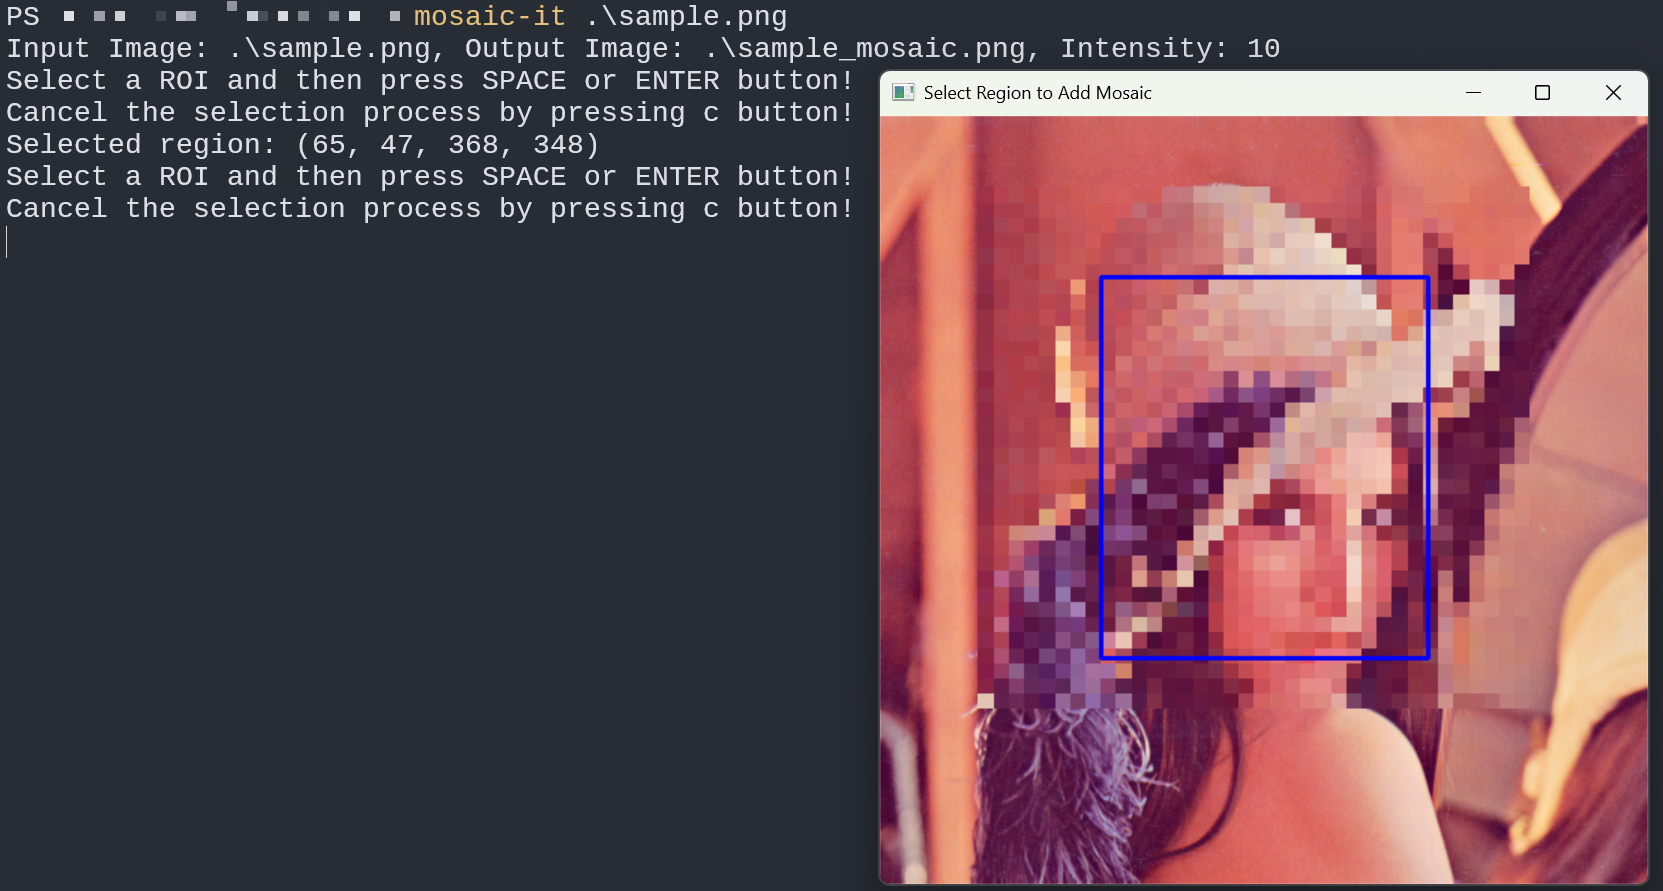 PS mosaic-it .\sample.png
Input Image: .\sample.png, Output Image: .\sample_mosaic.png, Intensity: 10
Select a ROI and then press SPACE or ENTER button!
Cancel the selection process by pressing c button!
Selected region: (65, 47, 368, 348)
Select a ROI and then press SPACE or ENTER button!
Cancel the selection process by pressing c button!
Select Region to Add Mosaic